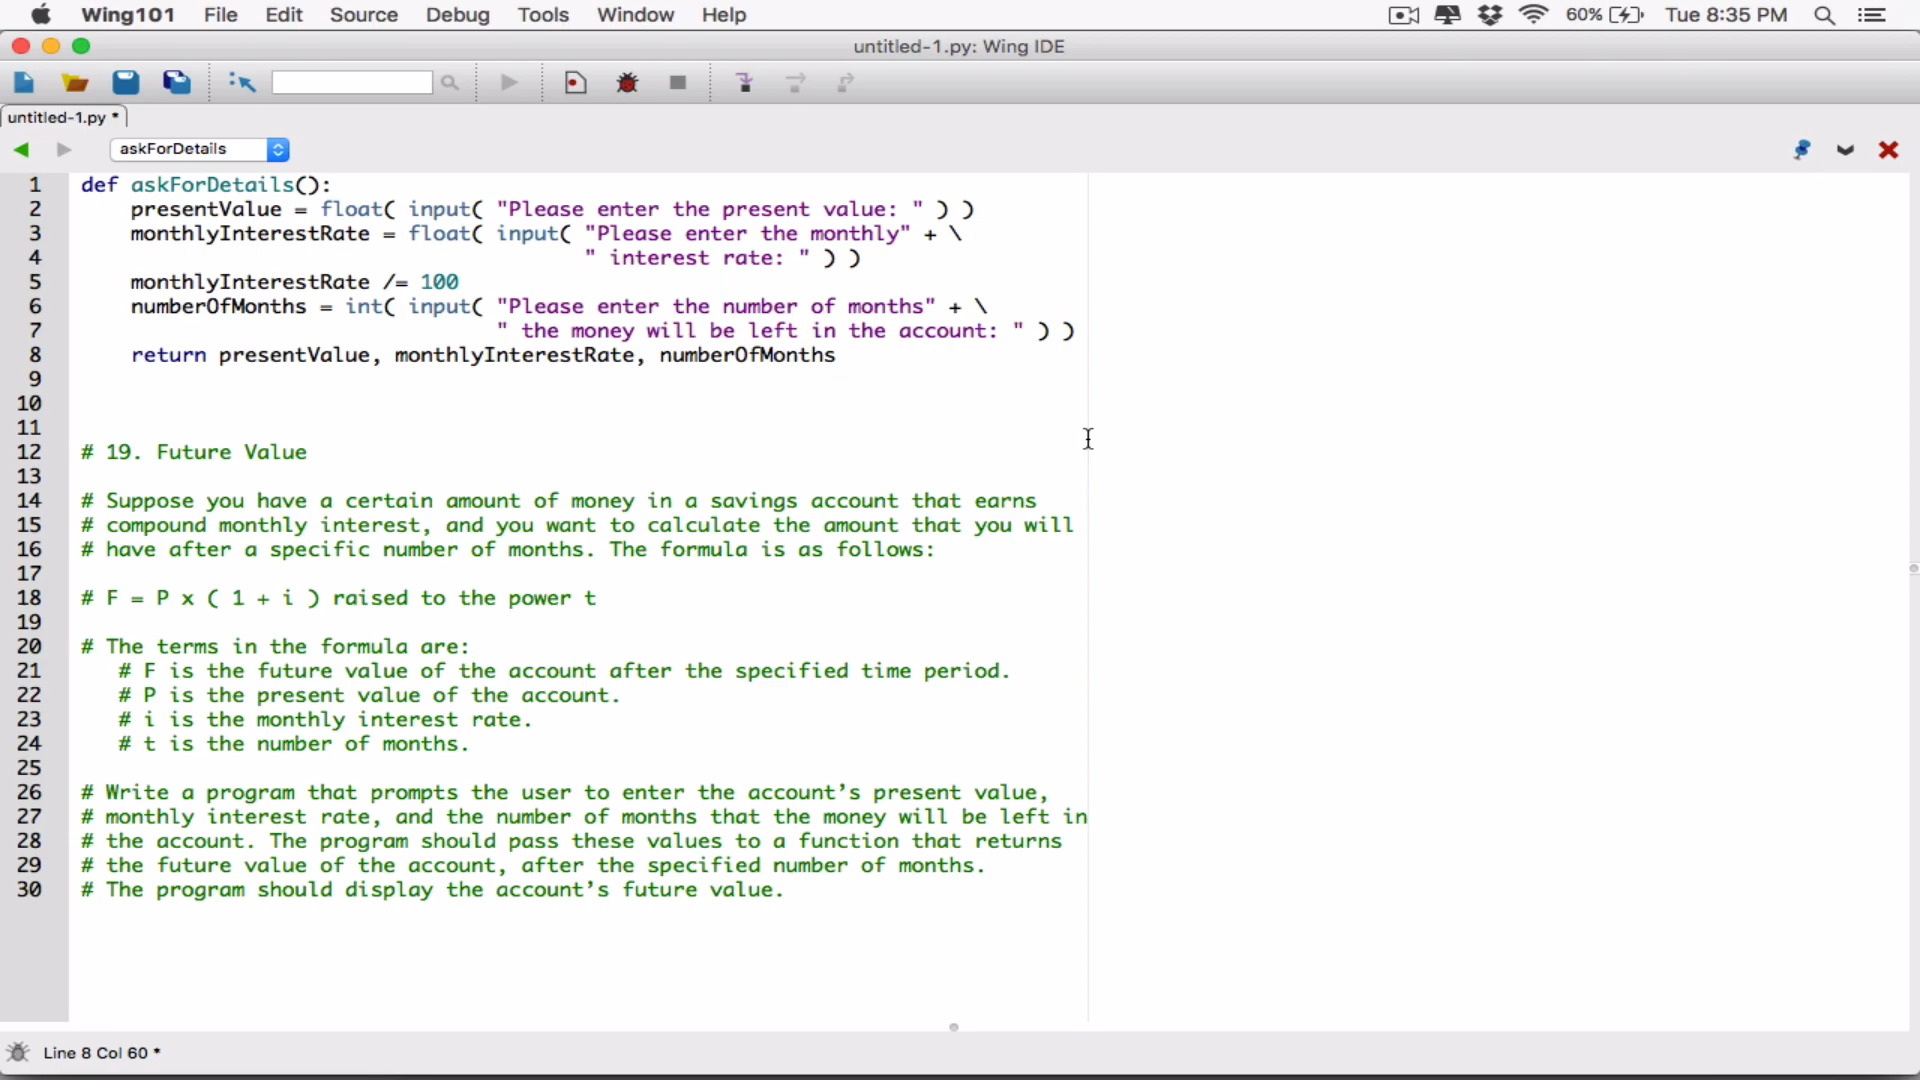 Wing101 File Edit Source Debug Tools Window Help 60% Tue 8:35 PM
untitled-1.py: Wing IDE
untitled-1.py *
askForDetails
1 def askForDetails():
2 presentValue = float( input( "Please enter the present value: " ) )
3 monthlyInterestRate = float( input( "Please enter the monthly" + \
4 " interest rate: " ) )
5 monthlyInterestRate /= 100
6 numberOfMonths = int( input( "Please enter the number of months" + \
7 " the money will be left in the account: " ) )
8 return presentValue, monthlyInterestRate, numberOfMonths
9
10
11
12 # 19. Future Value
13
14 # Suppose you have a certain amount of money in a savings account that earns
15 # compound monthly interest, and you want to calculate the amount that you will
16 # have after a specific number of months. The formula is as follows:
17
18 # F = P x ( 1 + i ) raised to the power t
19
20 # The terms in the formula are:
21 # F is the future value of the account after the specified time period.
22 # P is the present value of the account.
23 # i is the monthly interest rate.
24 # t is the number of months.
25
26 # Write a program that prompts the user to enter the account’s present value,
27 # monthly interest rate, and the number of months that the money will be left in
28 # the account. The program should pass these values to a function that returns
29 # the future value of the account, after the specified number of months.
30 # The program should display the account’s future value.
Line 8 Col 60 *